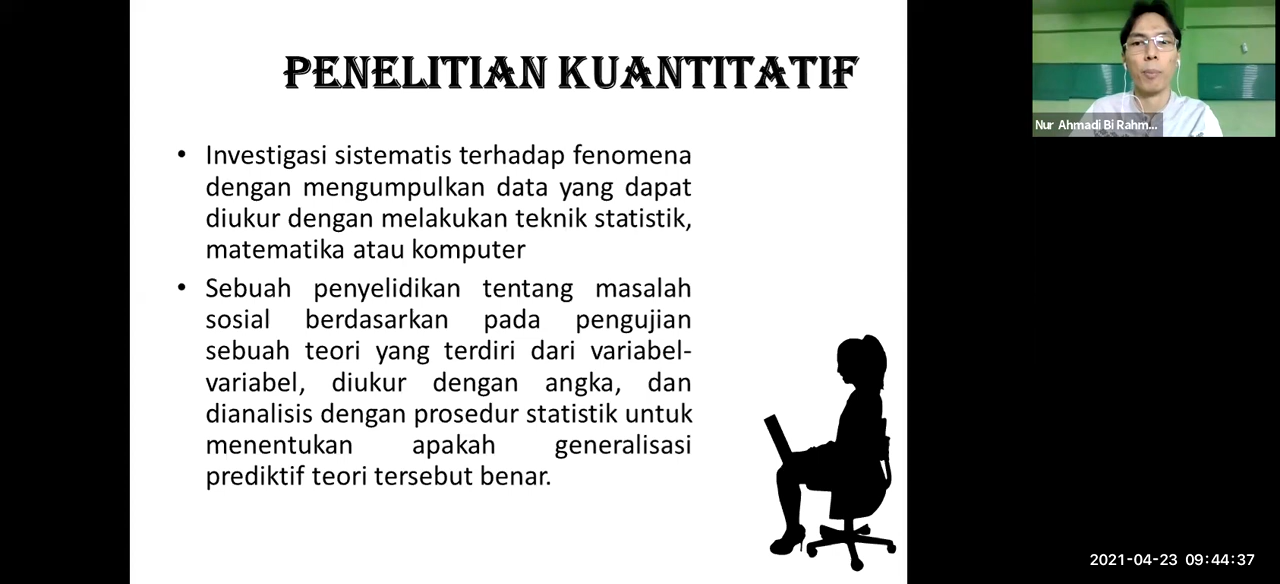 PENELITIAN KUANTITATIF
• Investigasi sistematis terhadap fenomena
dengan mengumpulkan data yang dapat
diukur dengan melakukan teknik statistik,
matematika atau komputer
• Sebuah penyelidikan tentang masalah
sosial berdasarkan pada pengujian
sebuah teori yang terdiri dari variabel-
variabel, diukur dengan angka, dan
dianalisis dengan prosedur statistik untuk
menentukan apakah generalisasi
prediktif teori tersebut benar.
Nur Ahmadi Bi Rahm...
2021-04-23 09:44:37